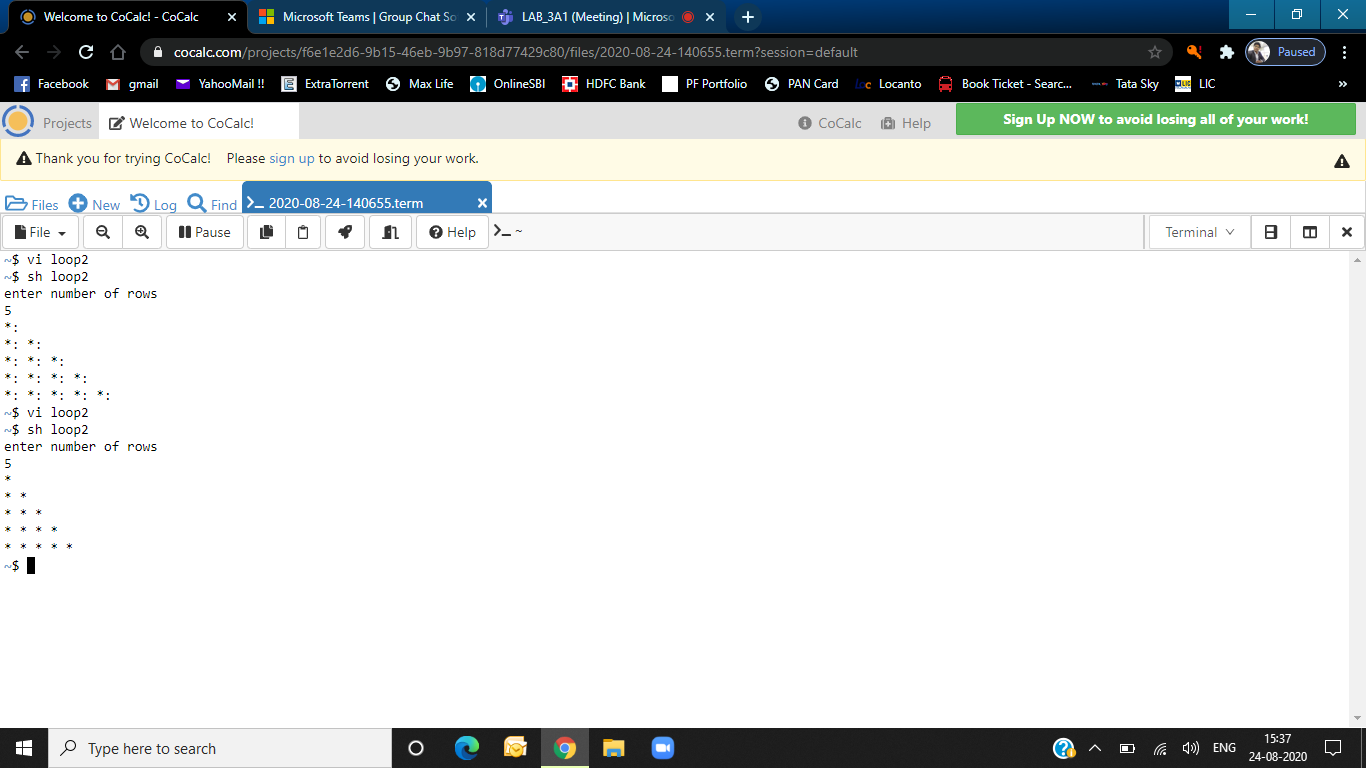 Welcome to CoCalc! - CoCalc
Microsoft Teams | Group Chat So
LAB_3A1 (Meeting) | Microso
cocalc.com/projects/f6e1e2d6-9b15-46eb-9b97-818d77429c80/files/2020-08-24-140655.term?session=default
Paused
Facebook gmail YahooMail !! ExtraTorrent Max Life OnlineSBI HDFC Bank PF Portfolio PAN Card Locanto Book Ticket - Searc... Tata Sky LIC »
Projects Welcome to CoCalc! CoCalc Help Sign Up NOW to avoid losing all of your work!
Thank you for trying CoCalc! Please sign up to avoid losing your work.
Files New Log Find 2020-08-24-140655.term
File Pause Help ~ Terminal
~$ vi loop2
~$ sh loop2
enter number of rows
5
*:
*: *:
*: *: *:
*: *: *: *:
*: *: *: *: *:
~$ vi loop2
~$ sh loop2
enter number of rows
5
*
* *
* * *
* * * *
* * * * *
~$
Type here to search
ENG
15:37
24-08-2020